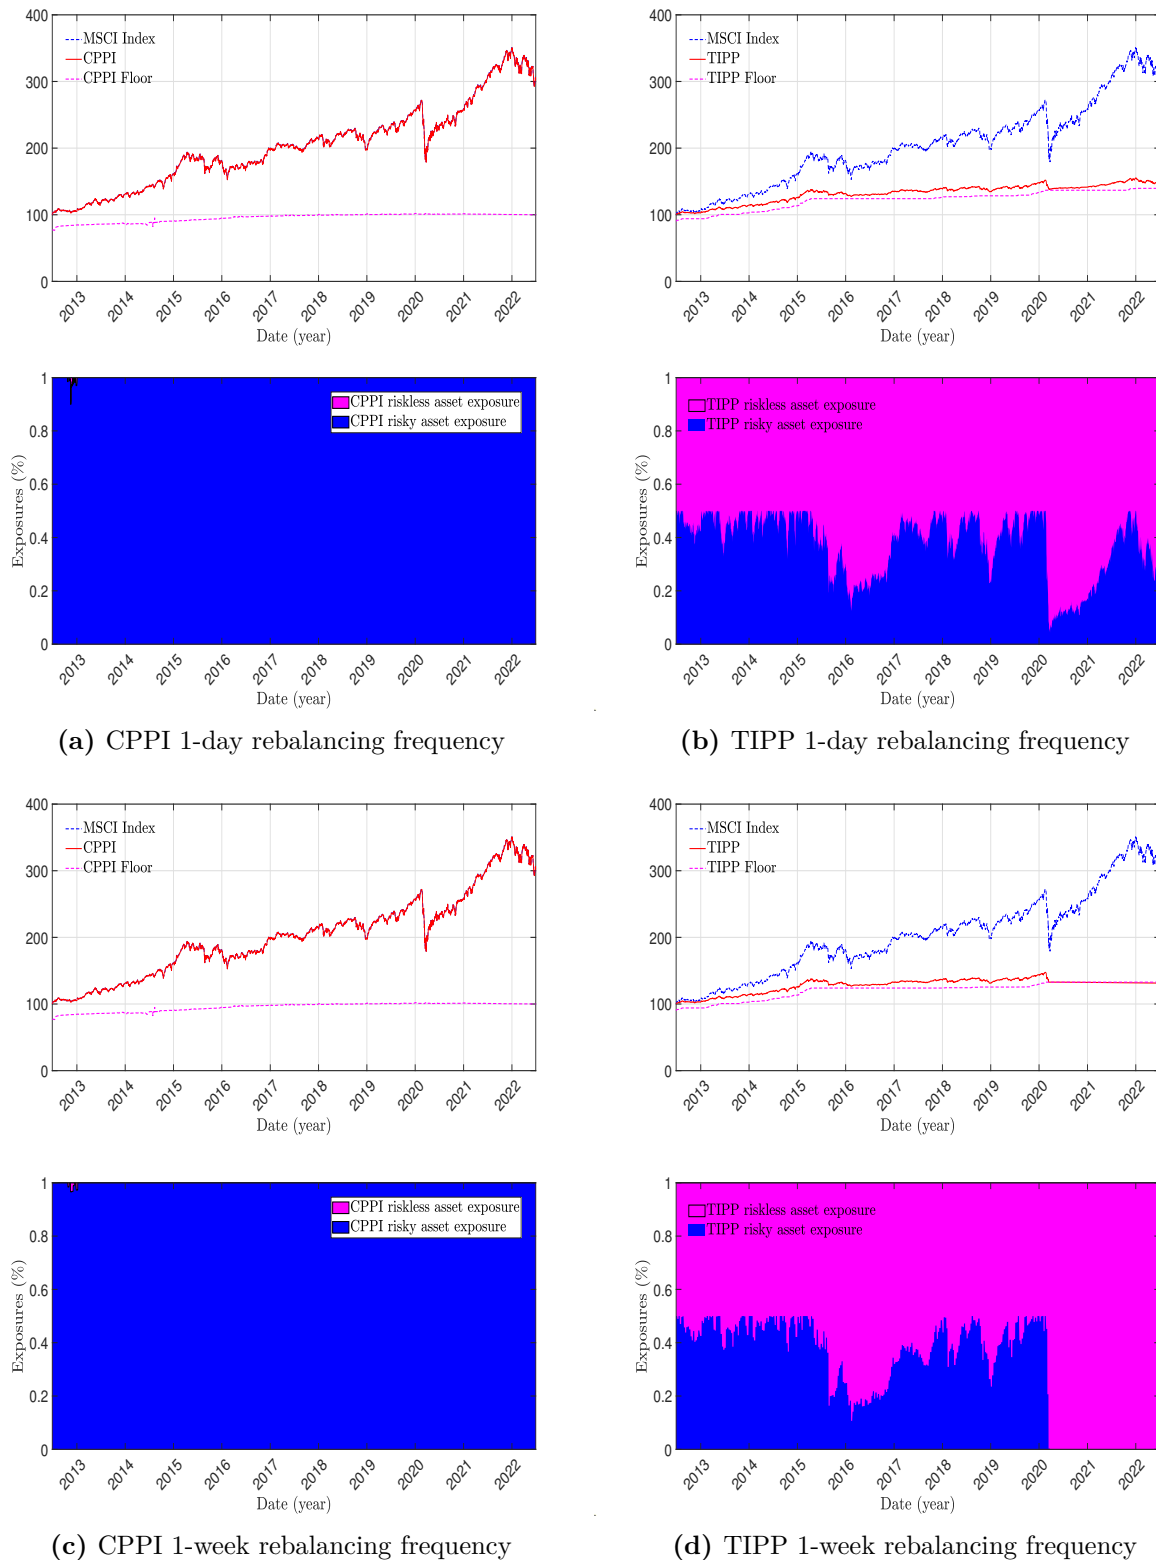 400
300
200
100
0
MSCI Index
CPPI
CPPI Floor
2013 2014 2015 2016 2017 2018 2019 2020 2021 2022
Date (year)
400
300
200
100
0
MSCI Index
TIPP
TIPP Floor
2013 2014 2015 2016 2017 2018 2019 2020 2021 2022
Date (year)
1
0.8
0.6
0.4
0.2
0
Exposures (%)
CPPI riskless asset exposure
CPPI risky asset exposure
2013 2014 2015 2016 2017 2018 2019 2020 2021 2022
Date (year)
1
0.8
0.6
0.4
0.2
0
Exposures (%)
TIPP riskless asset exposure
TIPP risky asset exposure
2013 2014 2015 2016 2017 2018 2019 2020 2021 2022
Date (year)
(a) CPPI 1-day rebalancing frequency
(b) TIPP 1-day rebalancing frequency
400
300
200
100
0
MSCI Index
CPPI
CPPI Floor
2013 2014 2015 2016 2017 2018 2019 2020 2021 2022
Date (year)
400
300
200
100
0
MSCI Index
TIPP
TIPP Floor
2013 2014 2015 2016 2017 2018 2019 2020 2021 2022
Date (year)
1
0.8
0.6
0.4
0.2
0
Exposures (%)
CPPI riskless asset exposure
CPPI risky asset exposure
2013 2014 2015 2016 2017 2018 2019 2020 2021 2022
Date (year)
1
0.8
0.6
0.4
0.2
0
Exposures (%)
TIPP riskless asset exposure
TIPP risky asset exposure
2013 2014 2015 2016 2017 2018 2019 2020 2021 2022
Date (year)
(c) CPPI 1-week rebalancing frequency
(d) TIPP 1-week rebalancing frequency